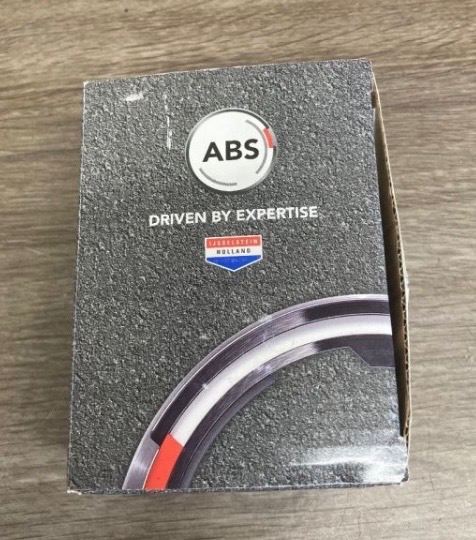 ABS
DRIVEN BY EXPERTISE
IJSSELSTEIN
HOLLAND